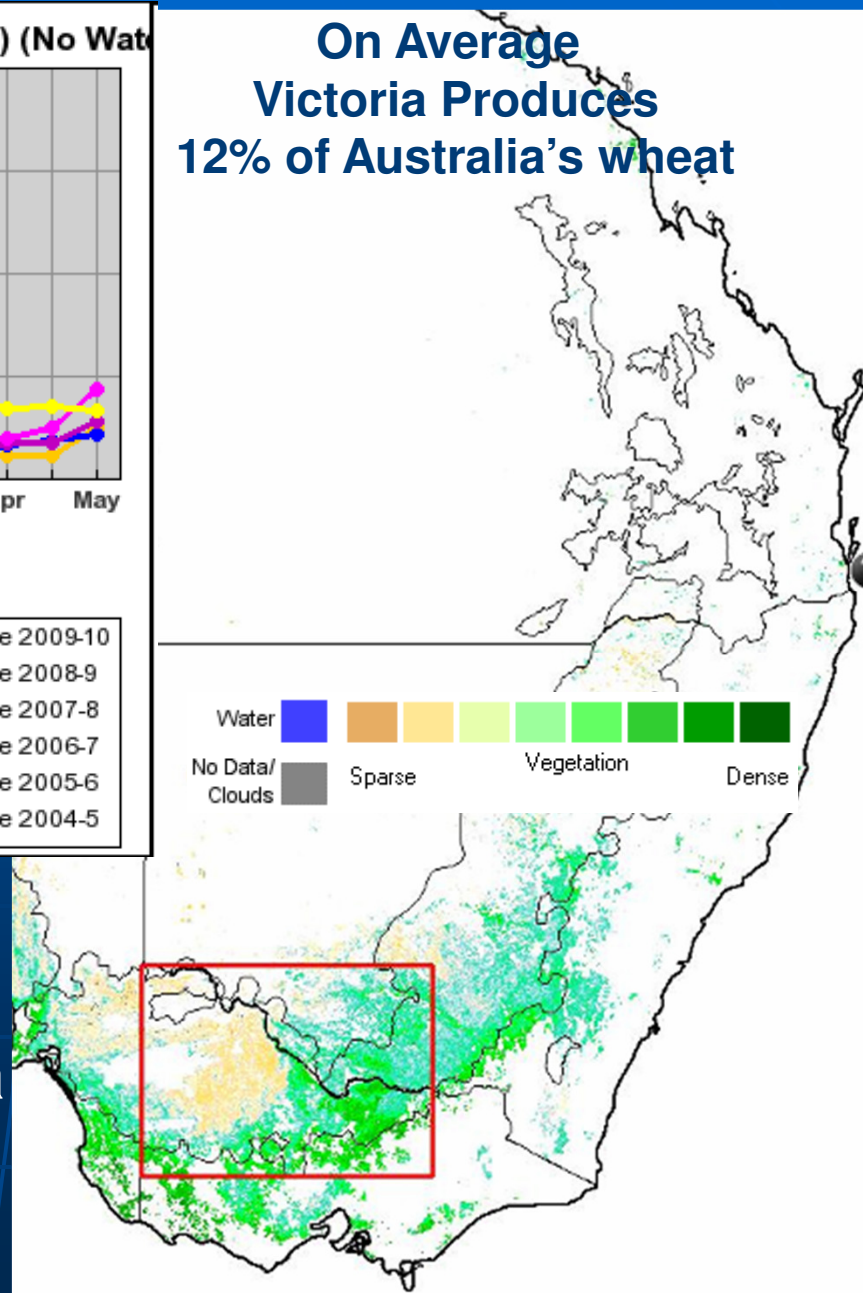 ) (No Wat
On Average
Victoria Produces
12% of Australia’s wheat
pr May
e 2009-10
e 2008-9
e 2007-8
e 2006-7
e 2005-6
e 2004-5
Water
No Data/
Clouds
Sparse
Vegetation
Dense